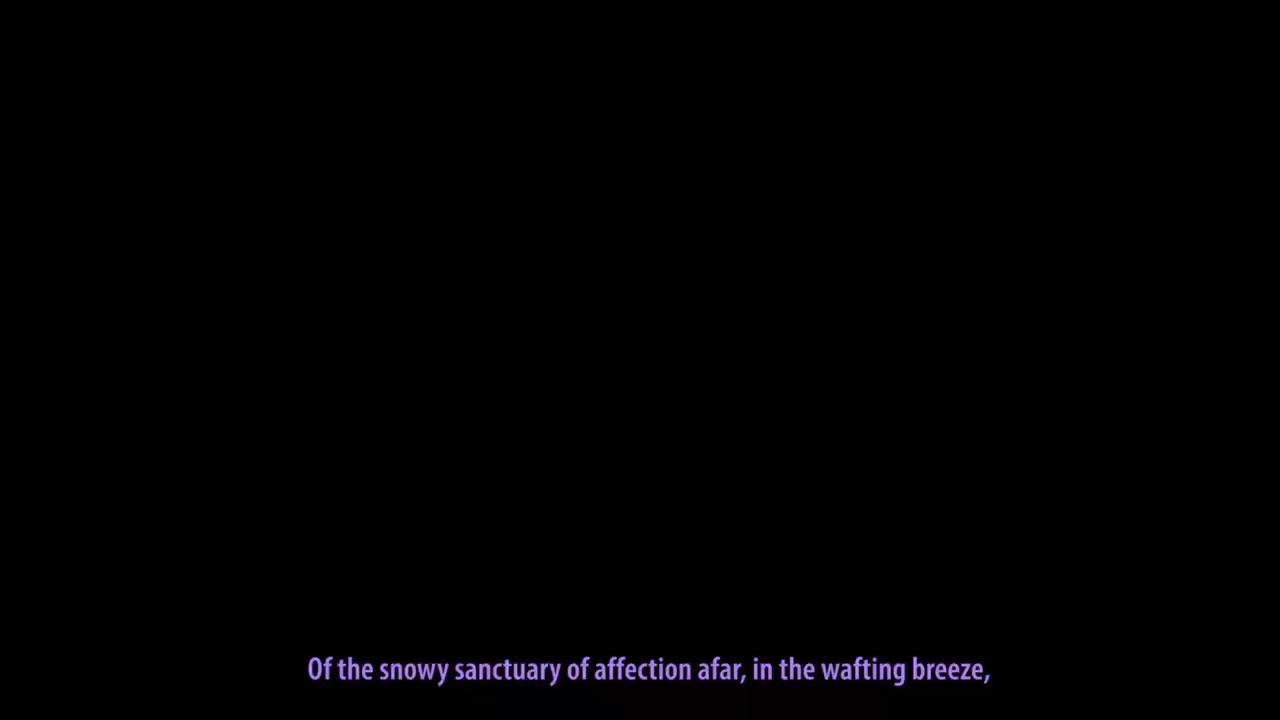 Of the snowy sanctuary of affection afar, in the wafting breeze,